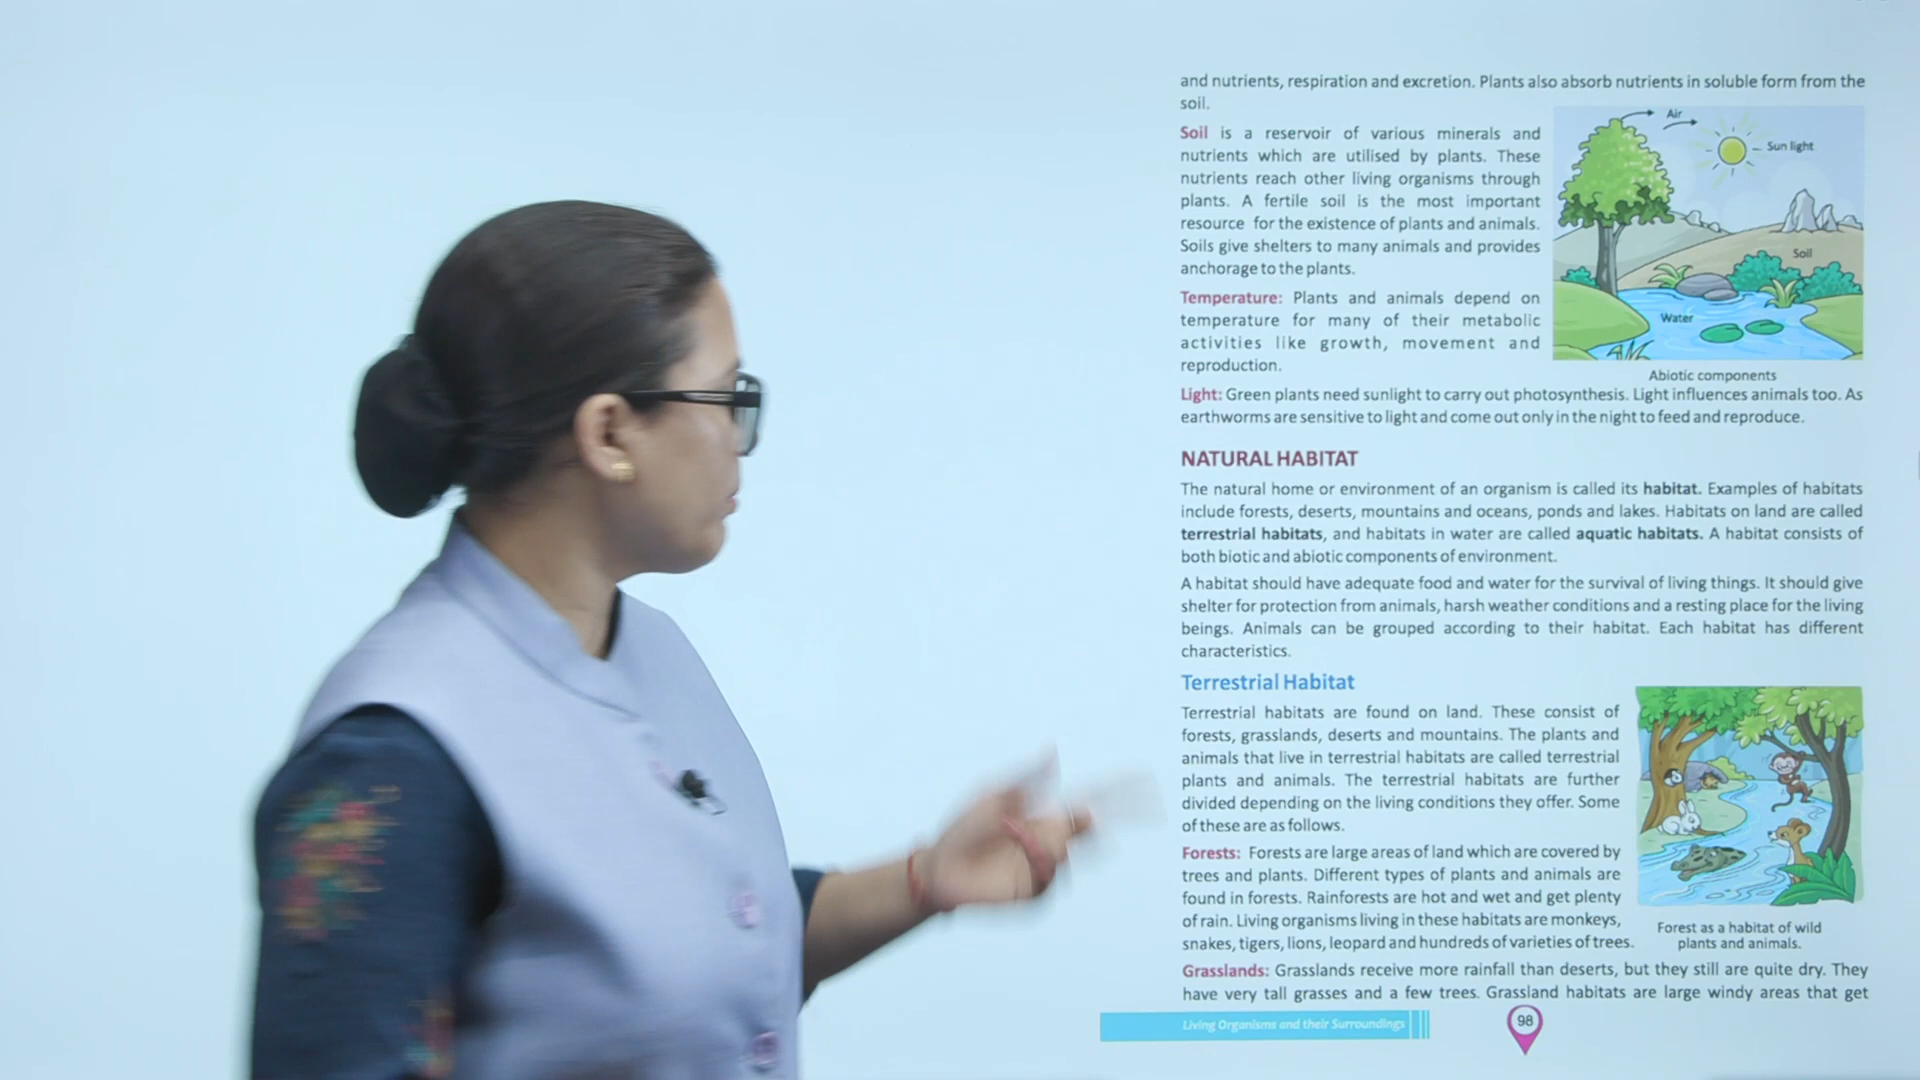 and nutrients, respiration and excretion. Plants also absorb nutrients in soluble form from the
soil.
Soil is a reservoir of various minerals and
nutrients which are utilised by plants. These
nutrients reach other living organisms through
plants. A fertile soil is the most important
resource for the existence of plants and animals.
Soils give shelters to many animals and provides
anchorage to the plants.
Temperature: Plants and animals depend on
temperature for many of their metabolic
activities like growth, movement and
reproduction.
Air
Sun light
Soil
Water
Abiotic components
Light: Green plants need sunlight to carry out photosynthesis. Light influences animals too. As
earthworms are sensitive to light and come out only in the night to feed and reproduce.
NATURAL HABITAT
The natural home or environment of an organism is called its habitat. Examples of habitats
include forests, deserts, mountains and oceans, ponds and lakes. Habitats on land are called
terrestrial habitats, and habitats in water are called aquatic habitats. A habitat consists of
both biotic and abiotic components of environment.
A habitat should have adequate food and water for the survival of living things. It should give
shelter for protection from animals, harsh weather conditions and a resting place for the living
beings. Animals can be grouped according to their habitat. Each habitat has different
characteristics.
Terrestrial Habitat
Terrestrial habitats are found on land. These consist of
forests, grasslands, deserts and mountains. The plants and
animals that live in terrestrial habitats are called terrestrial
plants and animals. The terrestrial habitats are further
divided depending on the living conditions they offer. Some
of these are as follows.
Forests: Forests are large areas of land which are covered by
trees and plants. Different types of plants and animals are
found in forests. Rainforests are hot and wet and get plenty
of rain. Living organisms living in these habitats are monkeys,
snakes, tigers, lions, leopard and hundreds of varieties of trees.
Forest as a habitat of wild
plants and animals.
Grasslands: Grasslands receive more rainfall than deserts, but they still are quite dry. They
have very tall grasses and a few trees. Grassland habitats are large windy areas that get
Living Organisms and their Surroundings
98